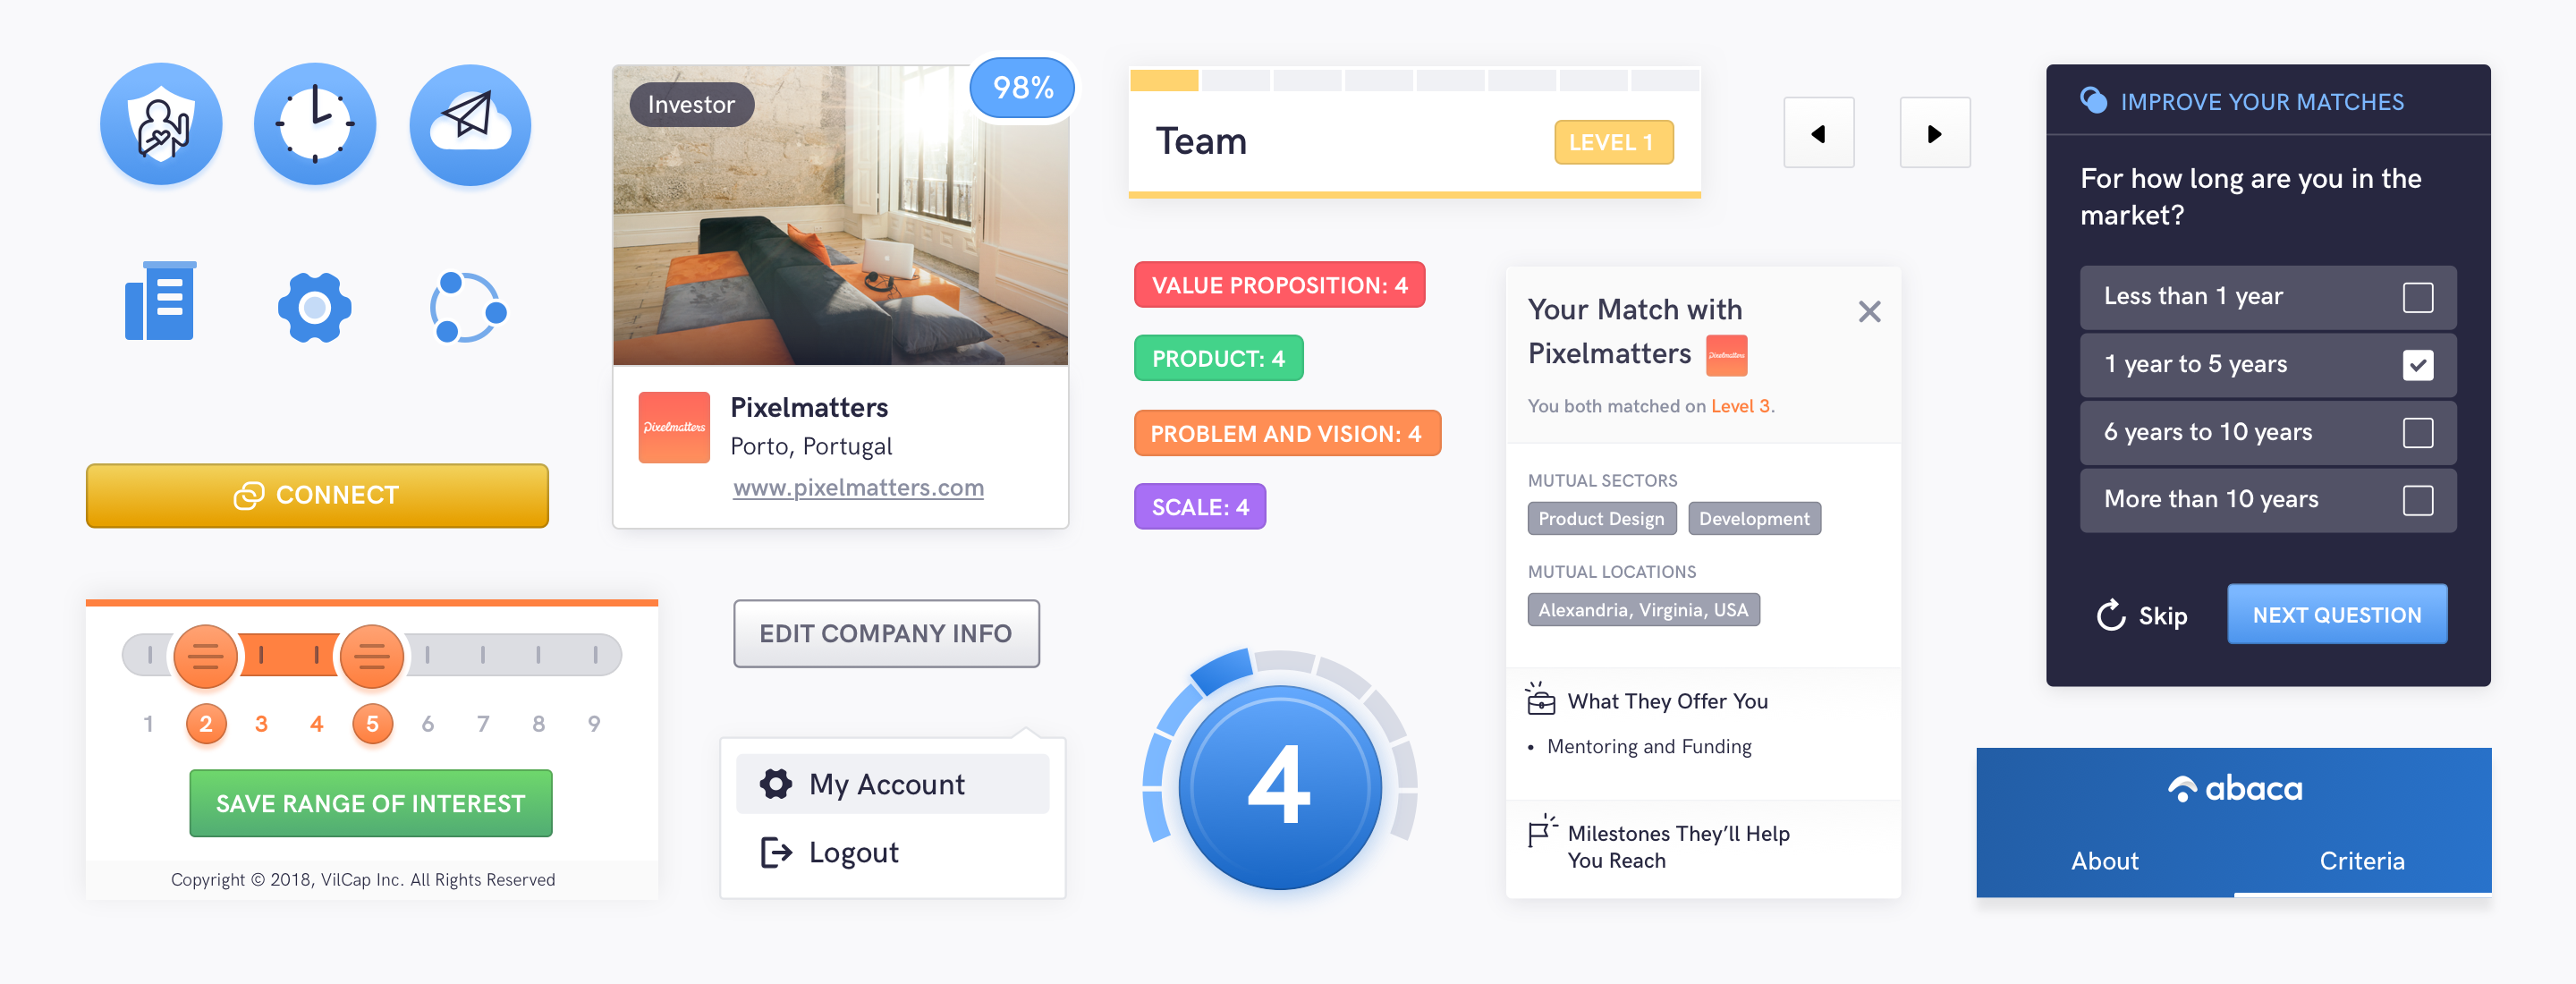 Investor
98%
Pixelmatters
Pixelmatters
Porto, Portugal
www.pixelmatters.com
CONNECT
1 2 3 4 5 6 7 8 9
SAVE RANGE OF INTEREST
Copyright © 2018, VilCap Inc. All Rights Reserved
EDIT COMPANY INFO
My Account
Logout
Team
LEVEL 1
VALUE PROPOSITION: 4
PRODUCT: 4
PROBLEM AND VISION: 4
SCALE: 4
4
Your Match with
Pixelmatters
Pixelmatters
You both matched on Level 3.
MUTUAL SECTORS
Product Design
Development
MUTUAL LOCATIONS
Alexandria, Virginia, USA
What They Offer You
• Mentoring and Funding
Milestones They’ll Help
You Reach
IMPROVE YOUR MATCHES
For how long are you in the
market?
Less than 1 year
1 year to 5 years
6 years to 10 years
More than 10 years
Skip
NEXT QUESTION
abaca
About
Criteria